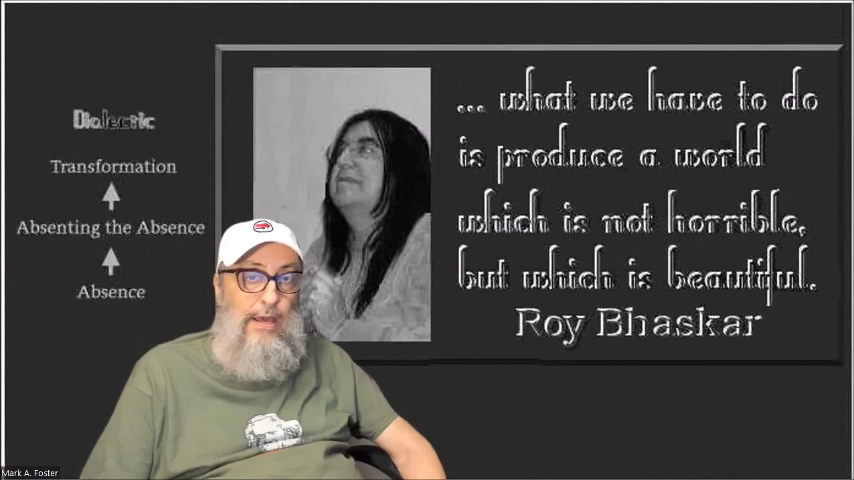 Dialectic
Transformation
Absenting the Absence
Absence
... what we have to do
is produce a world
which is not horrible,
but which is beautiful.
Roy Bhaskar
Mark A. Foster